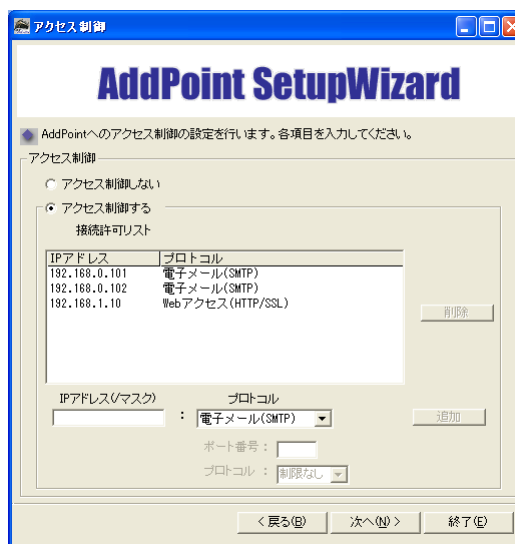 アクセス制御
AddPoint SetupWizard
AddPointへのアクセス制御の設定を行います。各項目を入力してください。
アクセス制御
アクセス制御しない
アクセス制御する
接続許可リスト
IPアドレス プロトコル
192.168.0.101 電子メール(SMTP)
192.168.0.102 電子メール(SMTP)
192.168.1.10 Webアクセス(HTTP/SSL)
削除
IPアドレス(/マスク) プロトコル
: 電子メール(SMTP) 追加
ポート番号:
プロトコル : 制限なし
< 戻る(B) 次へ(N) > 終了(E)